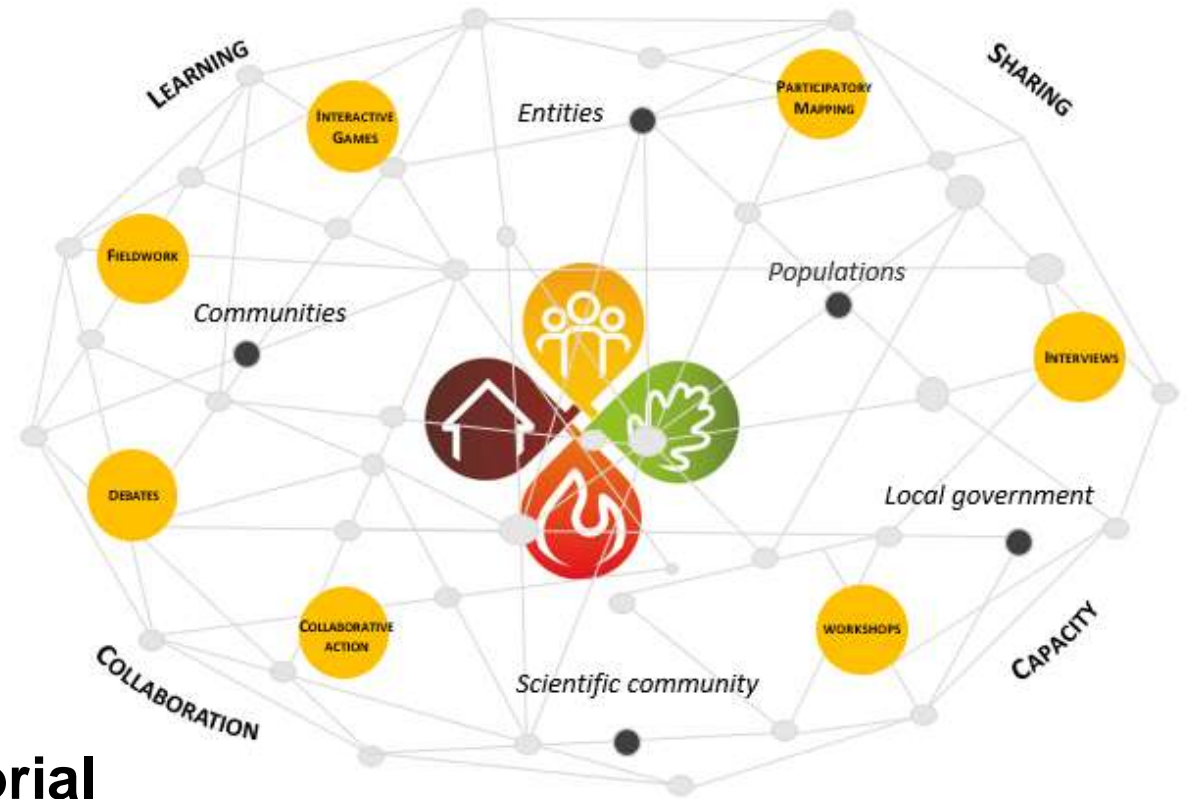 LEARNING
SHARING
INTERACTIVE
GAMES
Entities
PARTICIPATORY
MAPPING
FIELDWORK
Communities
Populations
INTERVIEWS
DEBATES
Local government
COLLABORATIVE
ACTION
WORKSHOPS
COLLABORATION
Scientific community
CAPACITY
orial